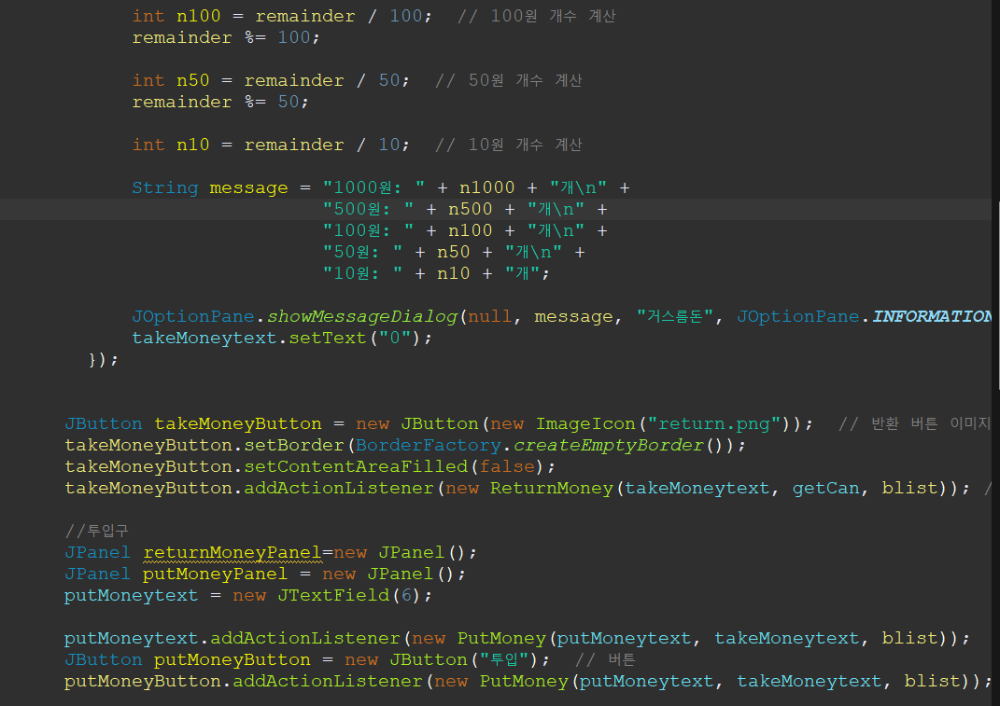 int n100 = remainder / 100;  // 100원 개수 계산
remainder %= 100;
int n50 = remainder / 50;  // 50원 개수 계산
remainder %= 50;
int n10 = remainder / 10;  // 10원 개수 계산
String message = "1000원: " + n1000 + "개\n" +
"500원: " + n500 + "개\n" +
"100원: " + n100 + "개\n" +
"50원: " + n50 + "개\n" +
"10원: " + n10 + "개";
JOptionPane.showMessageDialog(null, message, "거스름돈", JOptionPane.INFORMATION
takeMoneytext.setText("0");
});
JButton takeMoneyButton = new JButton(new ImageIcon("return.png"));  // 반환 버튼 이미지
takeMoneyButton.setBorder(BorderFactory.createEmptyBorder());
takeMoneyButton.setContentAreaFilled(false);
takeMoneyButton.addActionListener(new ReturnMoney(takeMoneytext, getCan, blist)); /
//투입구
JPanel returnMoneyPanel=new JPanel();
JPanel putMoneyPanel = new JPanel();
putMoneytext = new JTextField(6);
putMoneytext.addActionListener(new PutMoney(putMoneytext, takeMoneytext, blist));
JButton putMoneyButton = new JButton("투입");  // 버튼
putMoneyButton.addActionListener(new PutMoney(putMoneytext, takeMoneytext, blist));